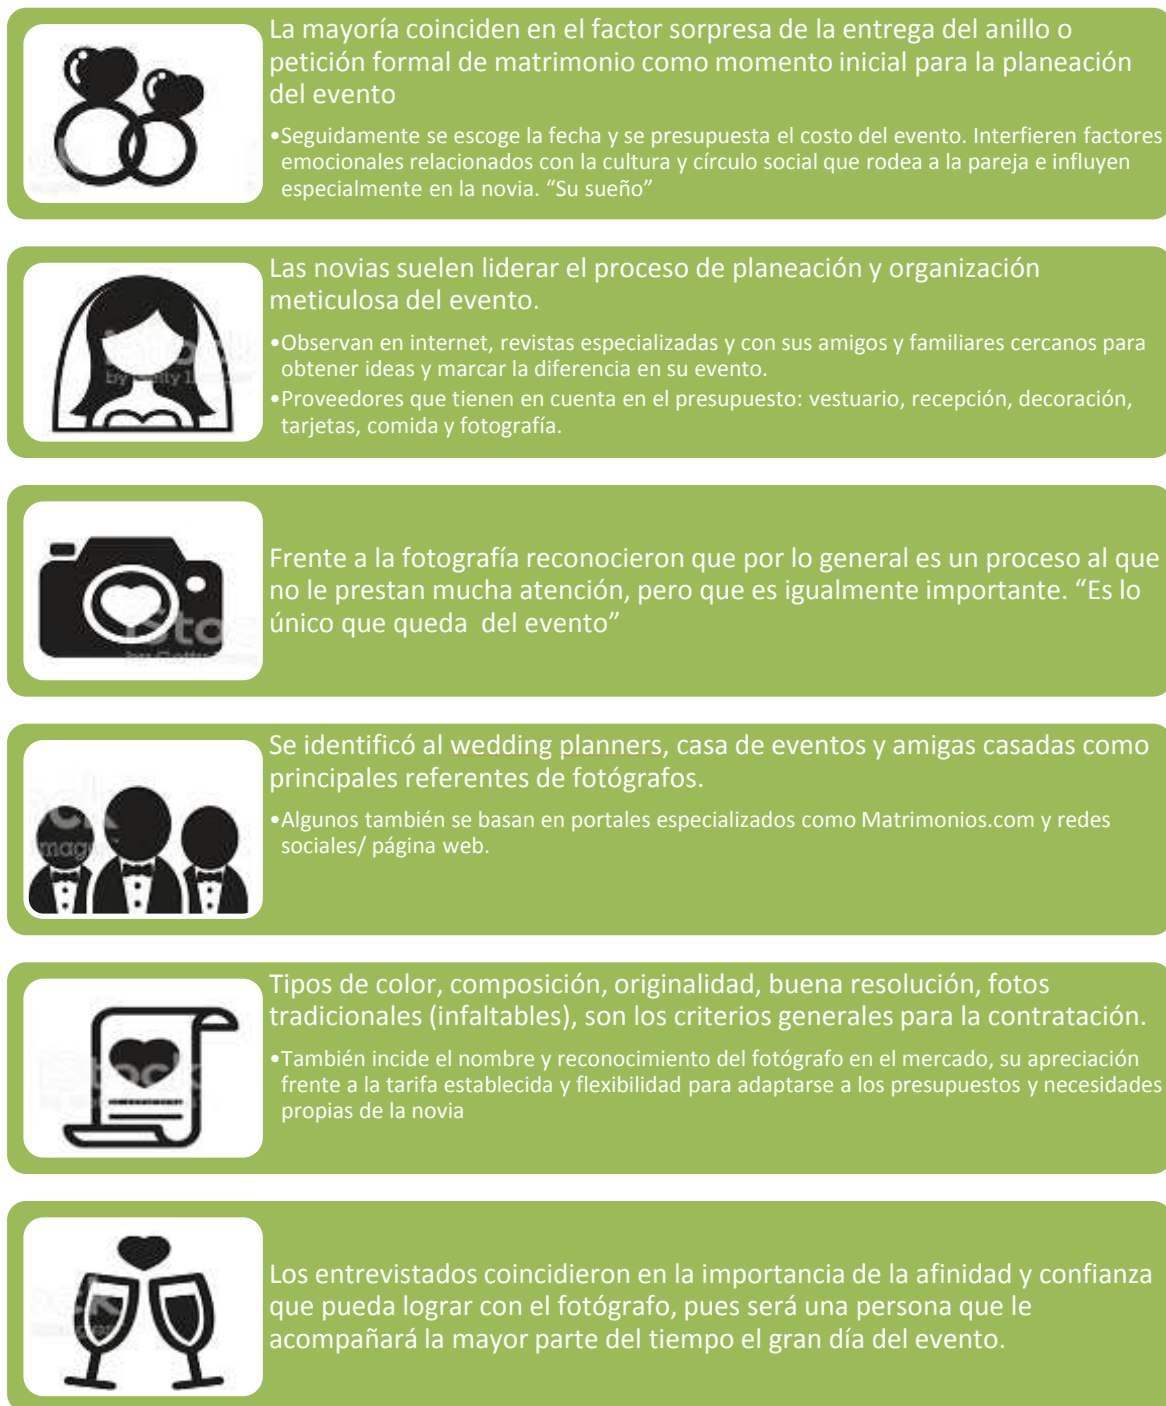 La mayoría coinciden en el factor sorpresa de la entrega del anillo o
petición formal de matrimonio como momento inicial para la planeación
del evento
•Seguidamente se escoge la fecha y se presupuesta el costo del evento. Interfieren factores
emocionales relacionados con la cultura y círculo social que rodea a la pareja e influyen
especialmente en la novia. “Su sueño”
Las novias suelen liderar el proceso de planeación y organización
meticulosa del evento.
•Observan en internet, revistas especializadas y con sus amigos y familiares cercanos para
obtener ideas y marcar la diferencia en su evento.
•Proveedores que tienen en cuenta en el presupuesto: vestuario, recepción, decoración,
tarjetas, comida y fotografía.
Frente a la fotografía reconocieron que por lo general es un proceso al que
no le prestan mucha atención, pero que es igualmente importante. “Es lo
único que queda  del evento”
Se identificó al wedding planners, casa de eventos y amigas casadas como
principales referentes de fotógrafos.
•Algunos también se basan en portales especializados como Matrimonios.com y redes
sociales/ página web.
Tipos de color, composición, originalidad, buena resolución, fotos
tradicionales (infaltables), son los criterios generales para la contratación.
•También incide el nombre y reconocimiento del fotógrafo en el mercado, su apreciación
frente a la tarifa establecida y flexibilidad para adaptarse a los presupuestos y necesidades
propias de la novia
Los entrevistados coincidieron en la importancia de la afinidad y confianza
que pueda lograr con el fotógrafo, pues será una persona que le
acompañará la mayor parte del tiempo el gran día del evento.